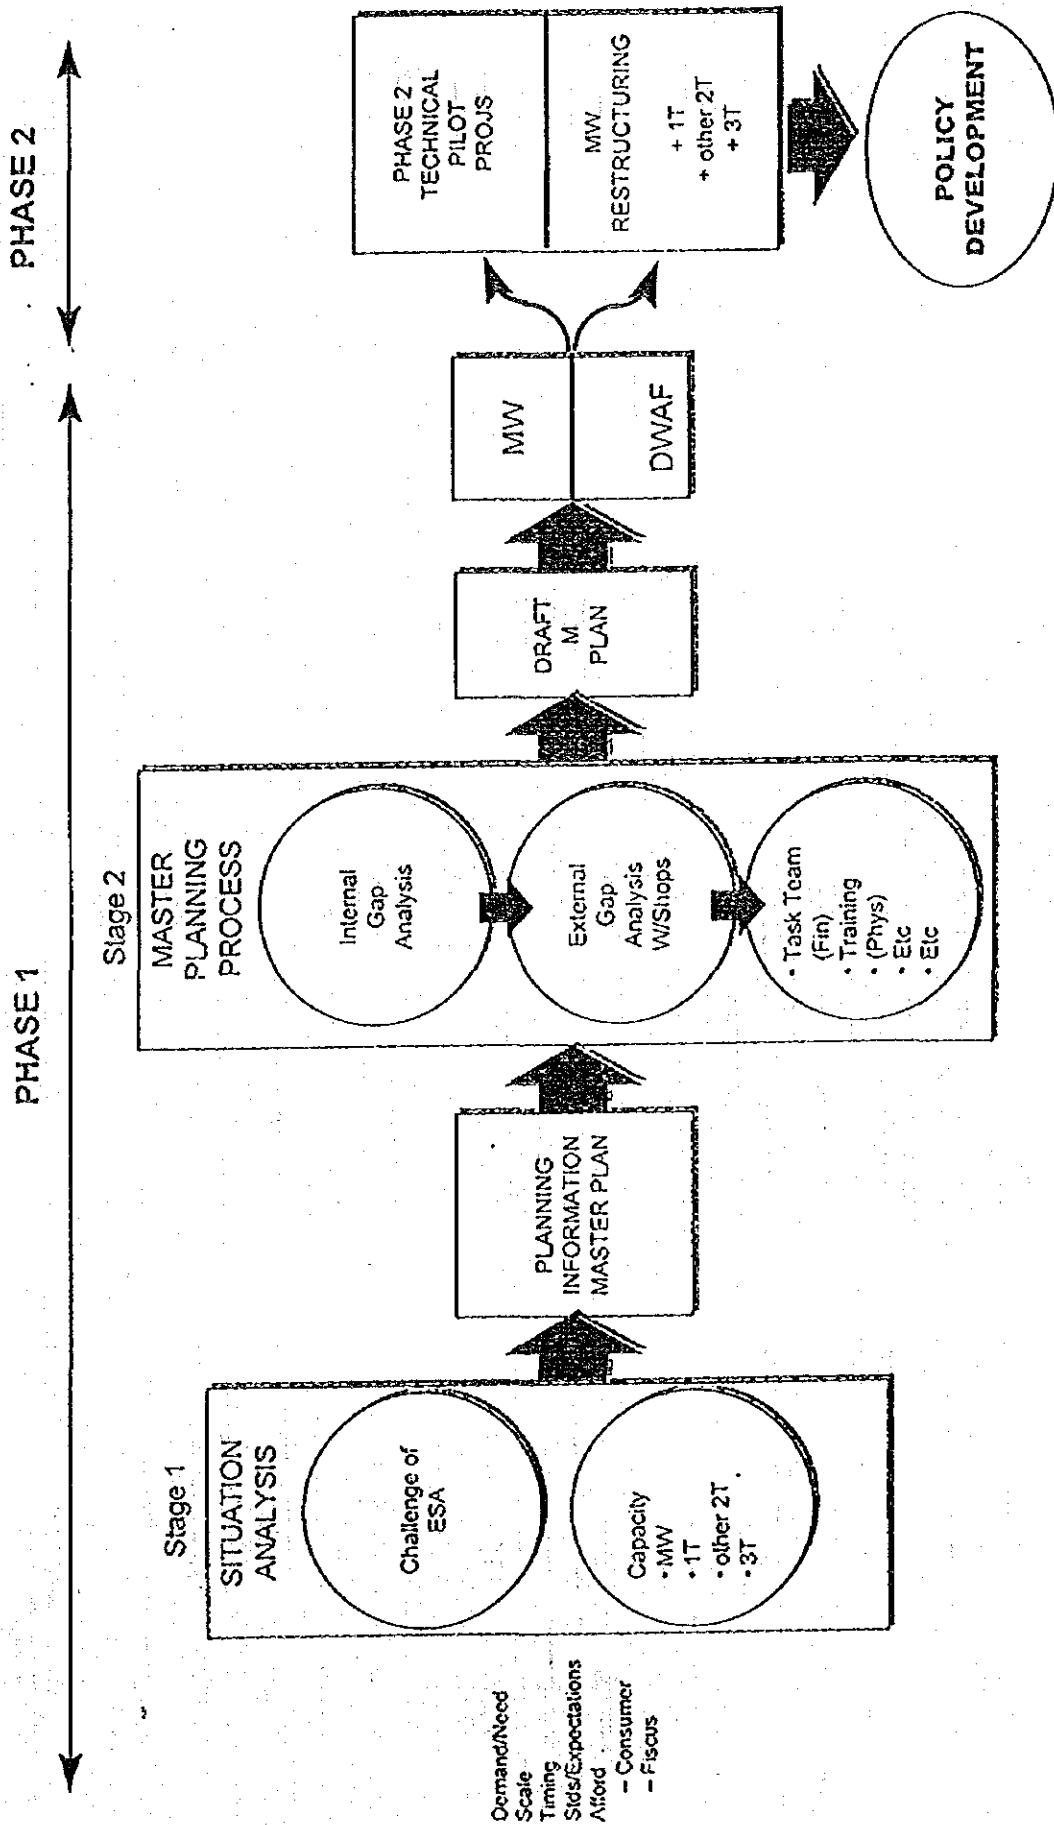 PHASE 1
PHASE 2
Stage 1
SITUATION
ANALYSIS
Challenge of
ESA
Capacity
• MW
• 1T
• other 2T
• 3T
Demand/Need
Scale
Timing
Stds/Expectations
Afford
– Consumer
– Fiscus
PLANNING
INFORMATION
MASTER PLAN
Stage 2
MASTER
PLANNING
PROCESS
Internal
Gap
Analysis
External
Gap
Analysis
W/Shops
• Task Team
(Fin)
• Training
• (Phys)
• Etc
• Etc
DRAFT
M
PLAN
MW
DWAF
PHASE 2
TECHNICAL
PILOT
PROJS
MW
RESTRUCTURING
+ 1T
+ other 2T
+ 3T
POLICY
DEVELOPMENT